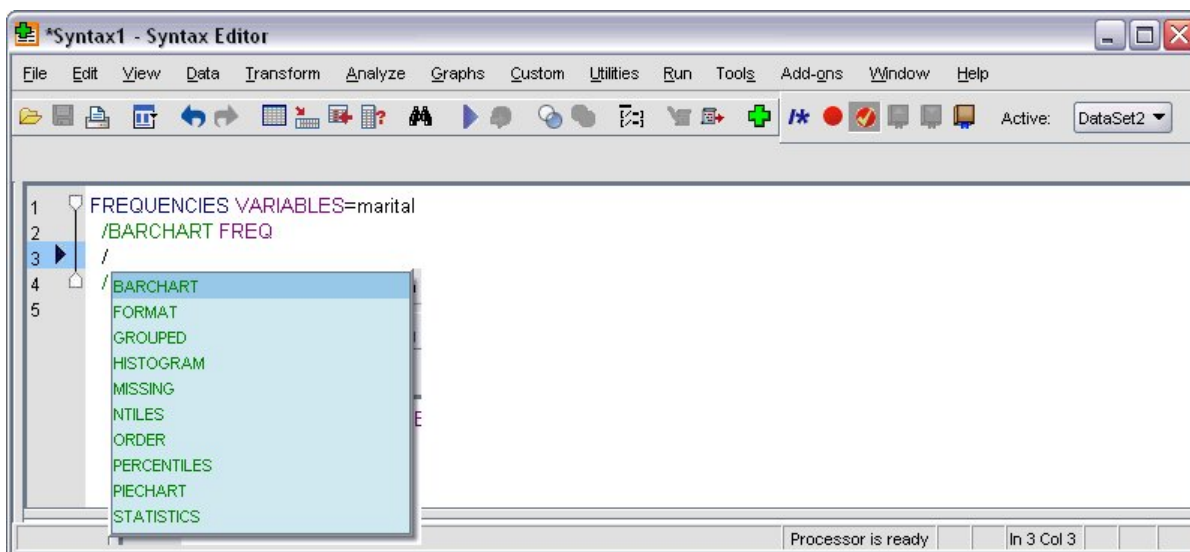 *Syntax1 - Syntax Editor
File Edit View Data Transform Analyze Graphs Custom Utilities Run Tools Add-ons Window Help
Active: DataSet2
1 FREQUENCIES VARIABLES=marital
2 /BARCHART FREQ
3 /
4 /
5
BARCHART
FORMAT
GROUPED
HISTOGRAM
MISSING
NTILES
ORDER
PERCENTILES
PIECHART
STATISTICS
Processor is ready In 3 Col 3